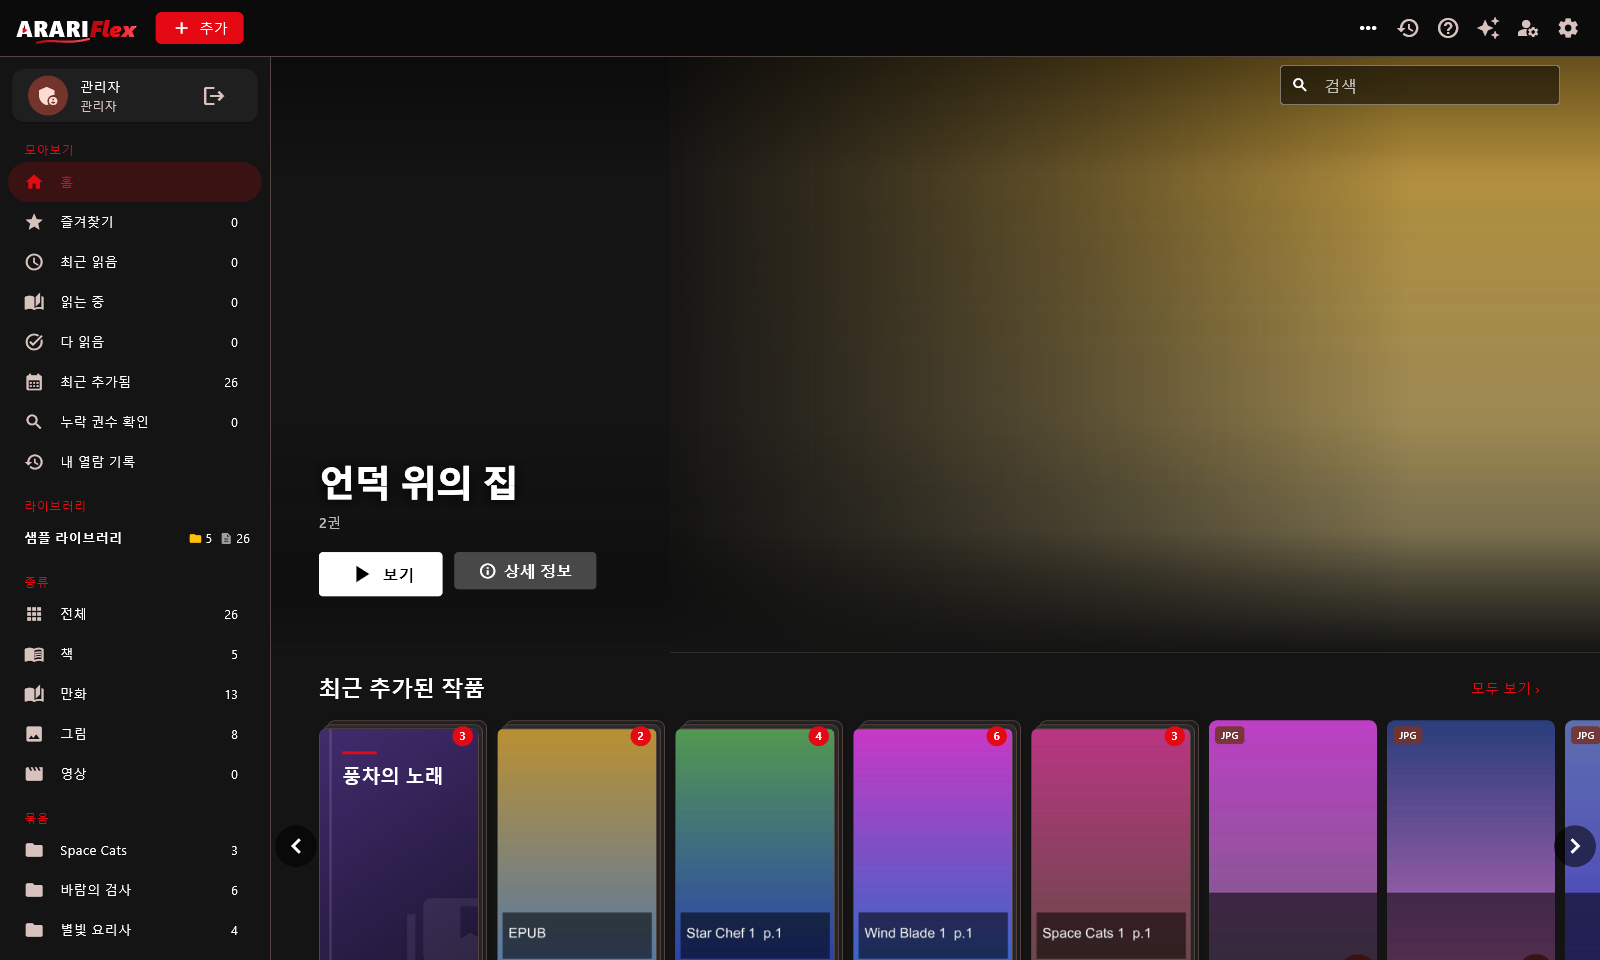 ARARIFlex
추가
관리자
관리자
모아보기
홈
즐겨찾기 0
최근 읽음 0
읽는 중 0
다 읽음 0
최근 추가됨 26
누락 권수 확인 0
내 열람 기록
라이브러리
샘플 라이브러리 5 26
종류
전체 26
책 5
만화 13
그림 8
영상 0
묶음
Space Cats 3
바람의 검사 6
별빛 요리사 4
검색
언덕 위의 집
2권
보기
상세 정보
최근 추가된 작품
모두 보기 ›
3
풍차의 노래
2
EPUB
4
Star Chef 1 p.1
6
Wind Blade 1 p.1
3
Space Cats 1 p.1
JPG
JPG
JPG